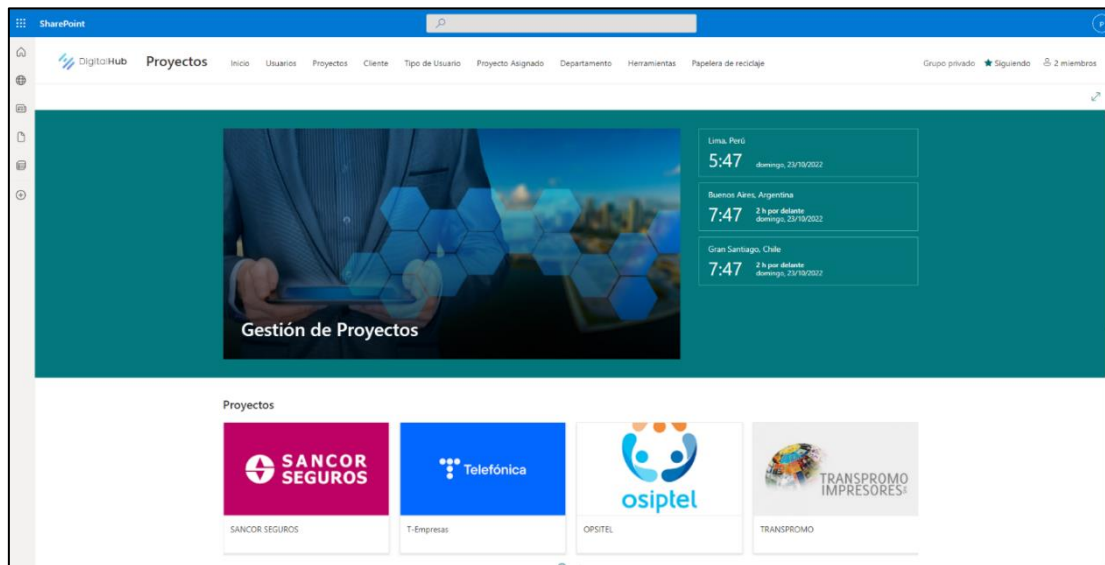 SharePoint
P
DigitalHub
Proyectos
Inicio Usuarios Proyectos Cliente Tipo de Usuario Proyecto Asignado Departamento Herramientas Papelera de reciclaje
Grupo privado Siguiendo 2 miembros
Gestión de Proyectos
Lima, Perú
5:47 domingo, 23/10/2022
Buenos Aires, Argentina
7:47 2 h por delante
domingo, 23/10/2022
Gran Santiago, Chile
7:47 2 h por delante
domingo, 23/10/2022
Proyectos
SANCOR
SEGUROS
Telefónica
osiptel
TRANSPROMO
IMPRESORES
SANCOR SEGUROS
T-Empresas
OPSITEL
TRANSPROMO